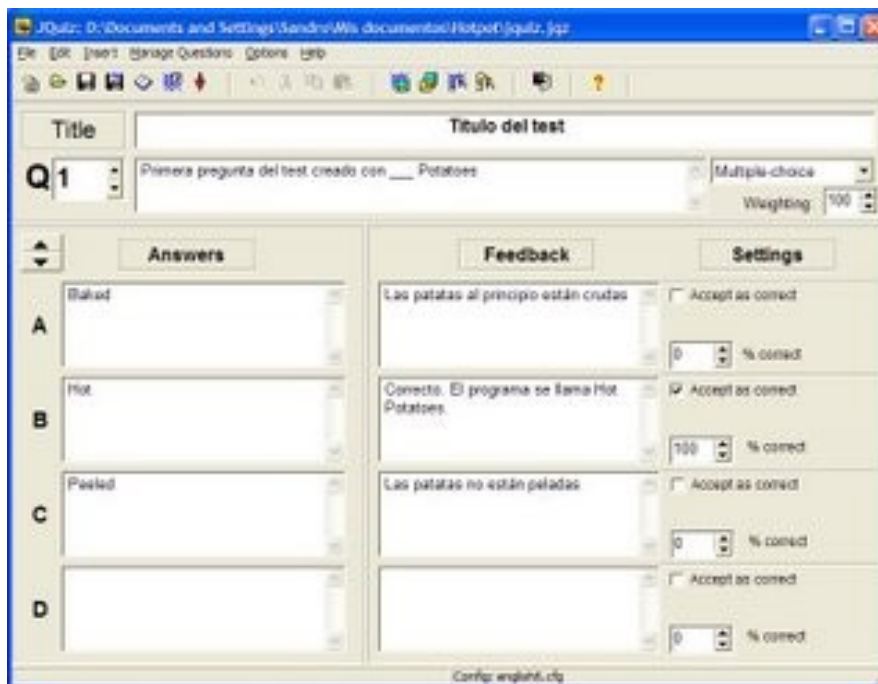 JQuiz: D:\Documents and Settings\Sandro\Mis documentos\Hotpot\jquiz.jqz
File Edit Insert Manage Questions Options Help
Title Titulo del test
Q 1 Primera pregunta del test creado con ___ Potatoes Multiple-choice
Weighting 100
Answers Feedback Settings
A Baked Las patatas al principio están crudas Accept as correct
0 % correct
B Hot Correcto. El programa se llama Hot Accept as correct
Potatoes.
100 % correct
C Peeled Las patatas no están peladas Accept as correct
0 % correct
D Accept as correct
0 % correct
Config: english6.cfg